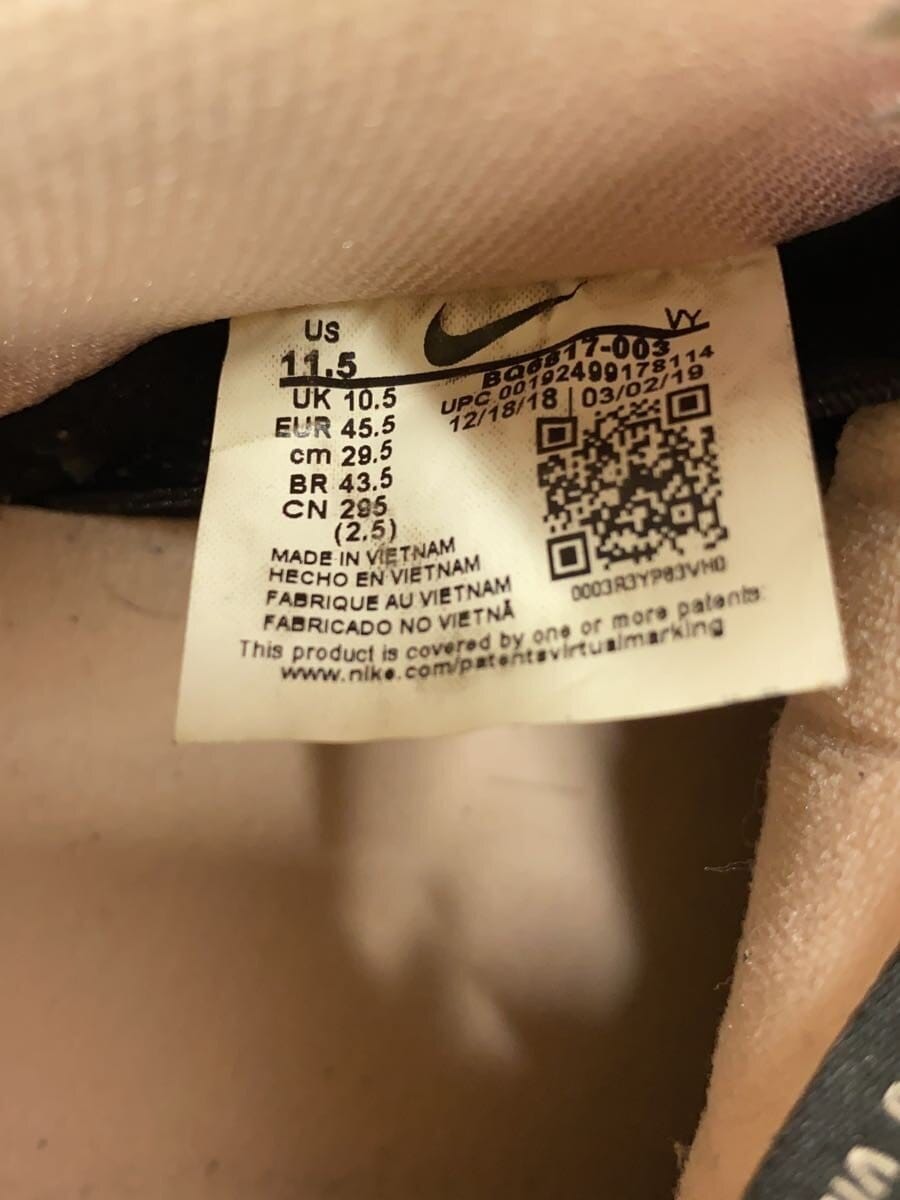 US
11.5
UK 10.5
EUR 45.5
cm 29.5
BR 43.5
CN 295
(2.5)
VY
BQ6817-003
UPC 00192499178114
12/18/18 | 03/02/19
0003R3YP83VH0
MADE IN VIETNAM
HECHO EN VIETNAM
FABRIQUE AU VIETNAM
FABRICADO NO VIETNÃ
This product is covered by one or more patents:
www.nike.com/patentsvirtualmarking